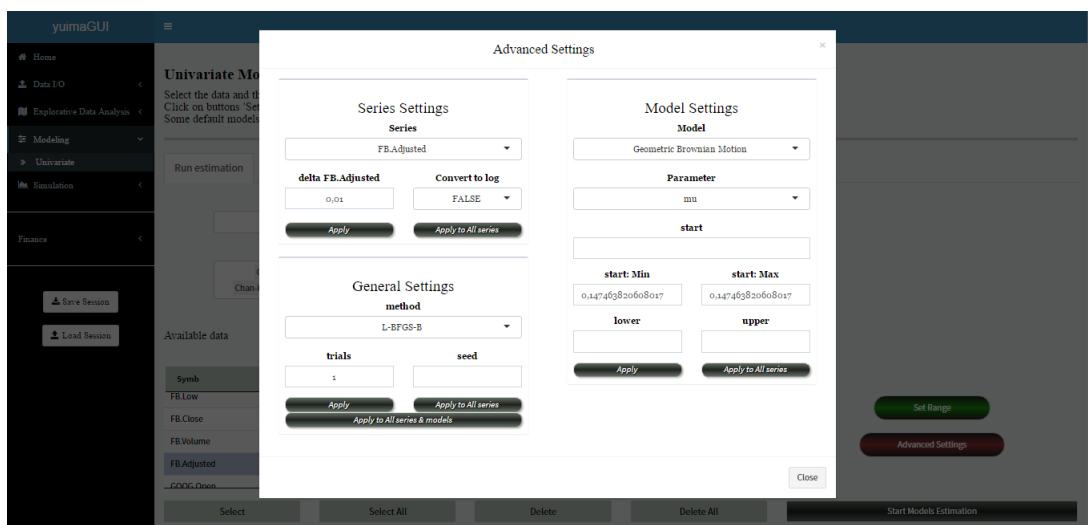 yuimaGUI
Home
Data I/O
Explorative Data Analysis
Modeling
Univariate
Simulation
Finance
Save Session
Load Session
Univariate Mo
Select the data and th
Click on buttons 'Set
Some default models
Run estimation
Chan-
Available data
Symb
FB.Low
FB.Close
FB.Volume
FB.Adjusted
GOOG.Open
Select
Select All
Delete
Delete All
Start Models Estimation
Set Range
Advanced Settings
Advanced Settings
×
Series Settings
Series
FB.Adjusted
delta FB.Adjusted Convert to log
0,01 FALSE
Apply Apply to All series
General Settings
method
L-BFGS-B
trials seed
1
Apply Apply to All series
Apply to All series & models
Model Settings
Model
Geometric Brownian Motion
Parameter
mu
start
start: Min start: Max
0,147463820608017 0,147463820608017
lower upper
Apply Apply to All series
Close